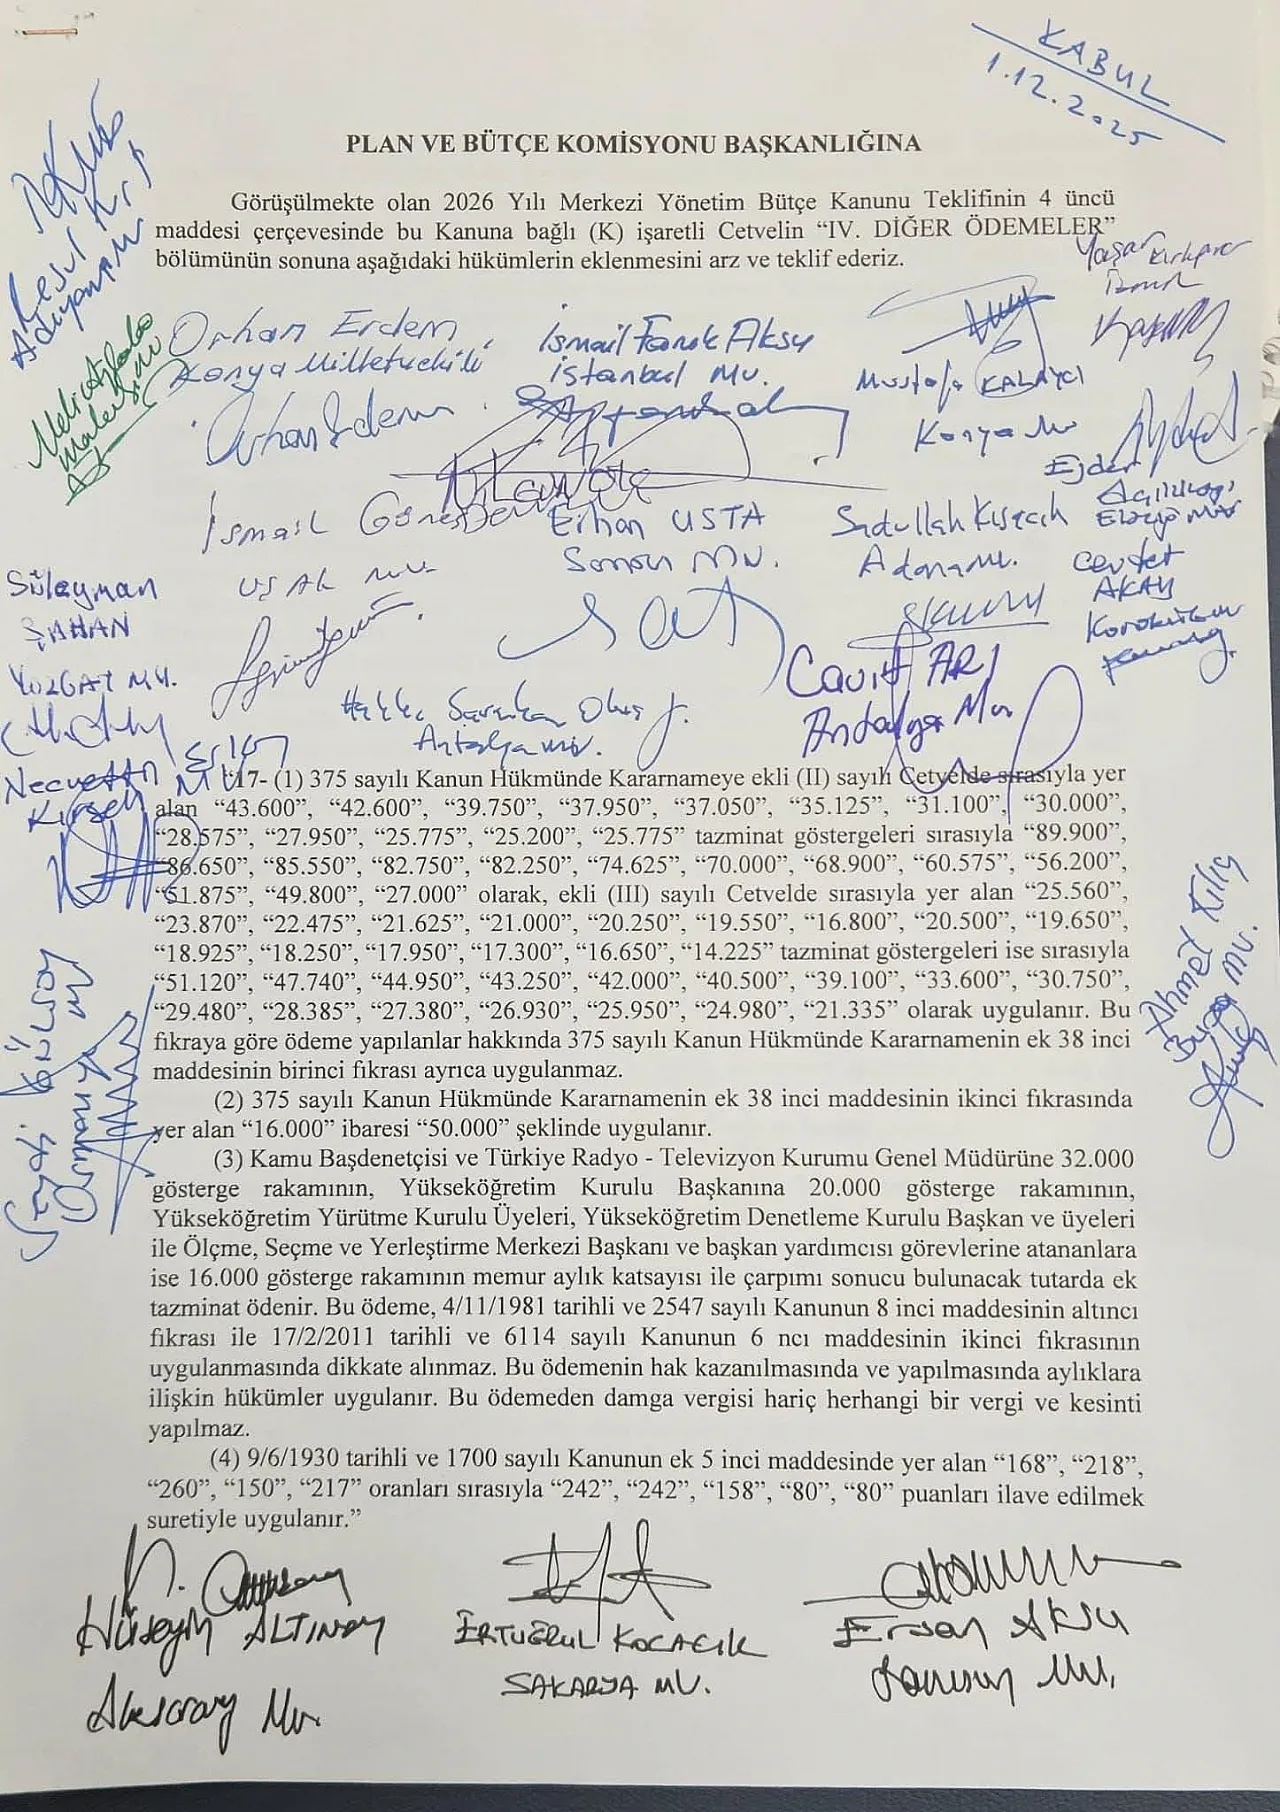 KABUL
1.12.2025
PLAN VE BÜTÇE KOMİSYONU BAŞKANLIĞINA
Görüşülmekte olan 2026 Yılı Merkezi Yönetim Bütçe Kanunu Teklifinin 4 üncü
maddesi çerçevesinde bu Kanuna bağlı (K) işaretli Cetvelin “IV. DİĞER ÖDEMELER”
bölümünün sonuna aşağıdaki hükümlerin eklenmesini arz ve teklif ederiz.
Resul Kurt
Adıyaman
Yaşar Kırkpınar
İzmir
Orhan Erdem
Konya Milletvekili
Orhan Erdem
İsmail Faruk Aksu
İstanbul Mv.
Mustafa KALAYCI
Konya Mv
Ejder
Açıkkapı
Elazığ Mv
İsmail Güneş
UŞAK Mv.
Erhan USTA
Samsun Mv.
Sadullah Kısacık
Adana Mv.
Cevdet
AKAY
Karabük
Süleyman
ŞAHAN
YOZGAT MV.
Cavit ARI
Antalya Mv.
Antalya mv.
Necmettin Erkan
Kırşehir Mv
“17- (1) 375 sayılı Kanun Hükmünde Kararnameye ekli (II) sayılı Cetvelde sırasıyla yer
alan “43.600”, “42.600”, “39.750”, “37.950”, “37.050”, “35.125”, “31.100”, “30.000”,
“28.575”, “27.950”, “25.775”, “25.200”, “25.775” tazminat göstergeleri sırasıyla “89.900”,
“86.650”, “85.550”, “82.750”, “82.250”, “74.625”, “70.000”, “68.900”, “60.575”, “56.200”,
“51.875”, “49.800”, “27.000” olarak, ekli (III) sayılı Cetvelde sırasıyla yer alan “25.560”,
“23.870”, “22.475”, “21.625”, “21.000”, “20.250”, “19.550”, “16.800”, “20.500”, “19.650”,
“18.925”, “18.250”, “17.950”, “17.300”, “16.650”, “14.225” tazminat göstergeleri ise sırasıyla
“51.120”, “47.740”, “44.950”, “43.250”, “42.000”, “40.500”, “39.100”, “33.600”, “30.750”,
“29.480”, “28.385”, “27.380”, “26.930”, “25.950”, “24.980”, “21.335” olarak uygulanır. Bu
fıkraya göre ödeme yapılanlar hakkında 375 sayılı Kanun Hükmünde Kararnamenin ek 38 inci
maddesinin birinci fıkrası ayrıca uygulanmaz.
(2) 375 sayılı Kanun Hükmünde Kararnamenin ek 38 inci maddesinin ikinci fıkrasında
yer alan “16.000” ibaresi “50.000” şeklinde uygulanır.
(3) Kamu Başdenetçisi ve Türkiye Radyo - Televizyon Kurumu Genel Müdürüne 32.000
gösterge rakamının, Yükseköğretim Kurulu Başkanına 20.000 gösterge rakamının,
Yükseköğretim Yürütme Kurulu Üyeleri, Yükseköğretim Denetleme Kurulu Başkan ve üyeleri
ile Ölçme, Seçme ve Yerleştirme Merkezi Başkanı ve başkan yardımcısı görevlerine atananlara
ise 16.000 gösterge rakamının memur aylık katsayısı ile çarpımı sonucu bulunacak tutarda ek
tazminat ödenir. Bu ödeme, 4/11/1981 tarihli ve 2547 sayılı Kanunun 8 inci maddesinin altıncı
fıkrası ile 17/2/2011 tarihli ve 6114 sayılı Kanunun 6 ncı maddesinin ikinci fıkrasının
uygulanmasında dikkate alınmaz. Bu ödemenin hak kazanılmasında ve yapılmasında aylıklara
ilişkin hükümler uygulanır. Bu ödemeden damga vergisi hariç herhangi bir vergi ve kesinti
yapılmaz.
(4) 9/6/1930 tarihli ve 1700 sayılı Kanunun ek 5 inci maddesinde yer alan “168”, “218”,
“260”, “150”, “217” oranları sırasıyla “242”, “242”, “158”, “80”, “80” puanları ilave edilmek
suretiyle uygulanır.”
Ahmet Kılıç
Bursa Mv.
Hüseyin ALTINSOY
Aksaray Mv.
ERTUĞRUL KOCACIK
SAKARYA MV.
Ersan Aksu
Samsun Mv.